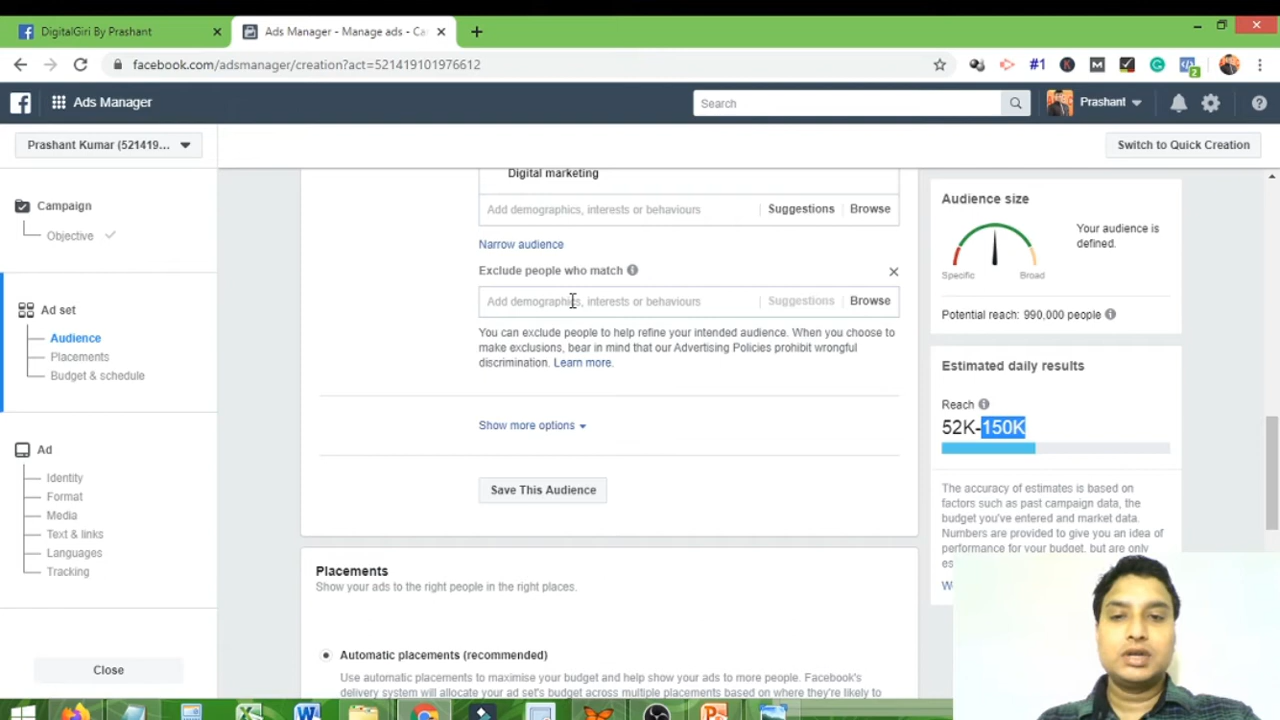 DigitalGiri By Prashant
Ads Manager - Manage ads - Ca
facebook.com/adsmanager/creation?act=521419101976612
#1
2
Ads Manager
Search
Prashant
Prashant Kumar (521419...
Switch to Quick Creation
Campaign
Objective
Ad set
Audience
Placements
Budget & schedule
Ad
Identity
Format
Media
Text & links
Languages
Tracking
Close
Digital marketing
Add demographics, interests or behaviours
Suggestions
Browse
Narrow audience
Exclude people who match
Add demographics, interests or behaviours
Suggestions
Browse
You can exclude people to help refine your intended audience. When you choose to
make exclusions, bear in mind that our Advertising Policies prohibit wrongful
discrimination. Learn more.
Show more options
Save This Audience
Placements
Show your ads to the right people in the right places.
Automatic placements (recommended)
Use automatic placements to maximise your budget and help show your ads to more people. Facebook's
delivery system will allocate your ad set's budget across multiple placements based on where they're likely to
Audience size
Your audience is
defined.
Specific
Broad
Potential reach: 990,000 people
Estimated daily results
Reach
52K-150K
The accuracy of estimates is based on
factors such as past campaign data, the
budget you've entered and market data.
Numbers are provided to give you an idea of
performance for your budget, but are only